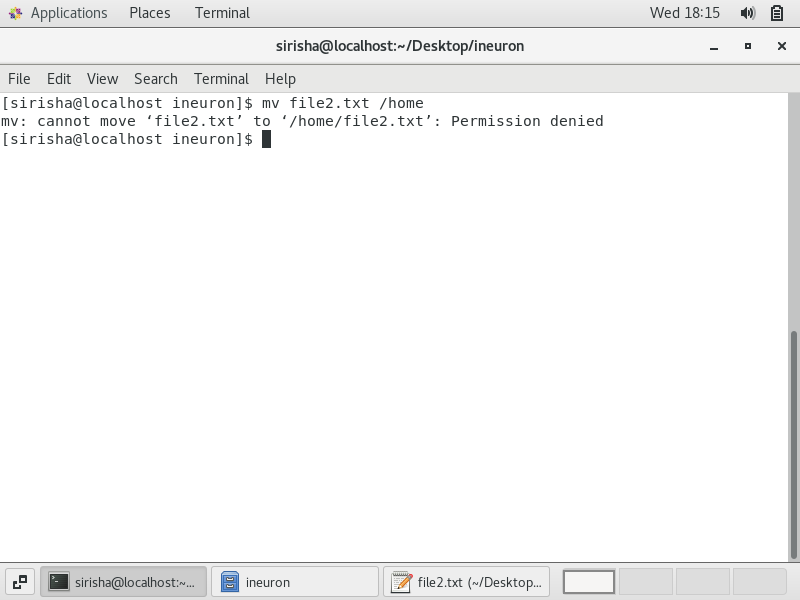 Applications Places Terminal Wed 18:15
sirisha@localhost:~/Desktop/ineuron
File Edit View Search Terminal Help
[sirisha@localhost ineuron]$ mv file2.txt /home
mv: cannot move ‘file2.txt’ to ‘/home/file2.txt’: Permission denied
[sirisha@localhost ineuron]$
sirisha@localhost:~... ineuron file2.txt (~/Desktop...